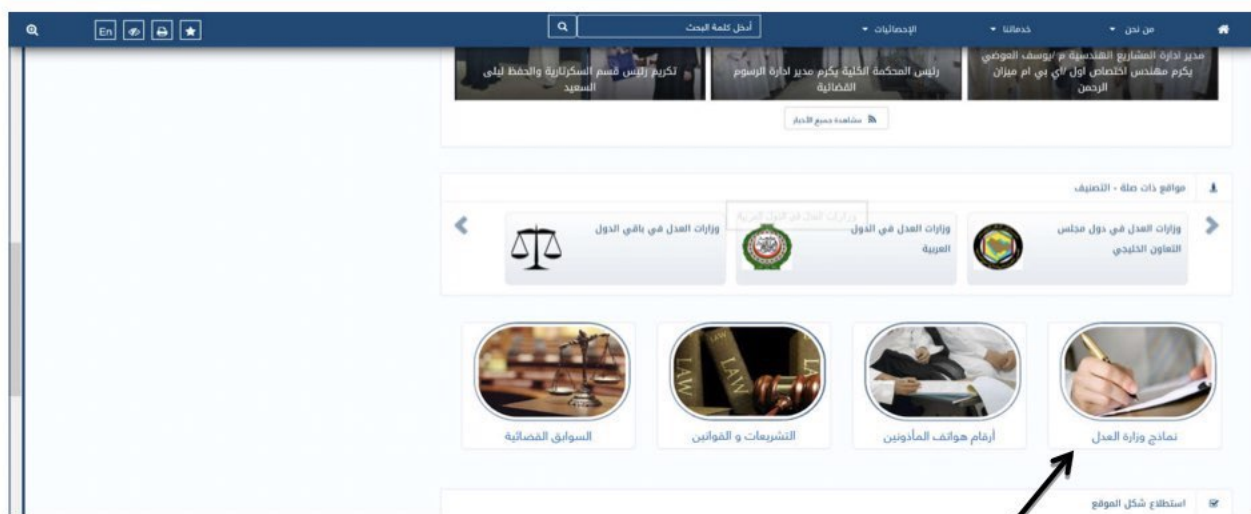 من نحن
خدماتنا
الإحصائيات
أدخل كلمة البحث
En
مدير ادارة المشاريع الهندسية م /يوسف العوضي
يكرم مهندس اختصاص اول /اي بي ام ميزان
الرحمن
رئيس المحكمة الكلية يكرم مدير ادارة الرسوم
القضائية
تكريم رئيس قسم السكرتارية والحفظ ليلى
السعيد
مشاهدة جميع الأخبار
مواقع ذات صلة - التصنيف
وزارات العدل في دول مجلس
التعاون الخليجي
وزارات العدل في الدول
العربية
وزارات العدل في الدول العربية
وزارات العدل في باقي الدول
LAW
LAW
LAW
نماذج وزارة العدل
أرقام هواتف المأذونين
التشريعات و القوانين
السوابق القضائية
استطلاع شكل الموقع